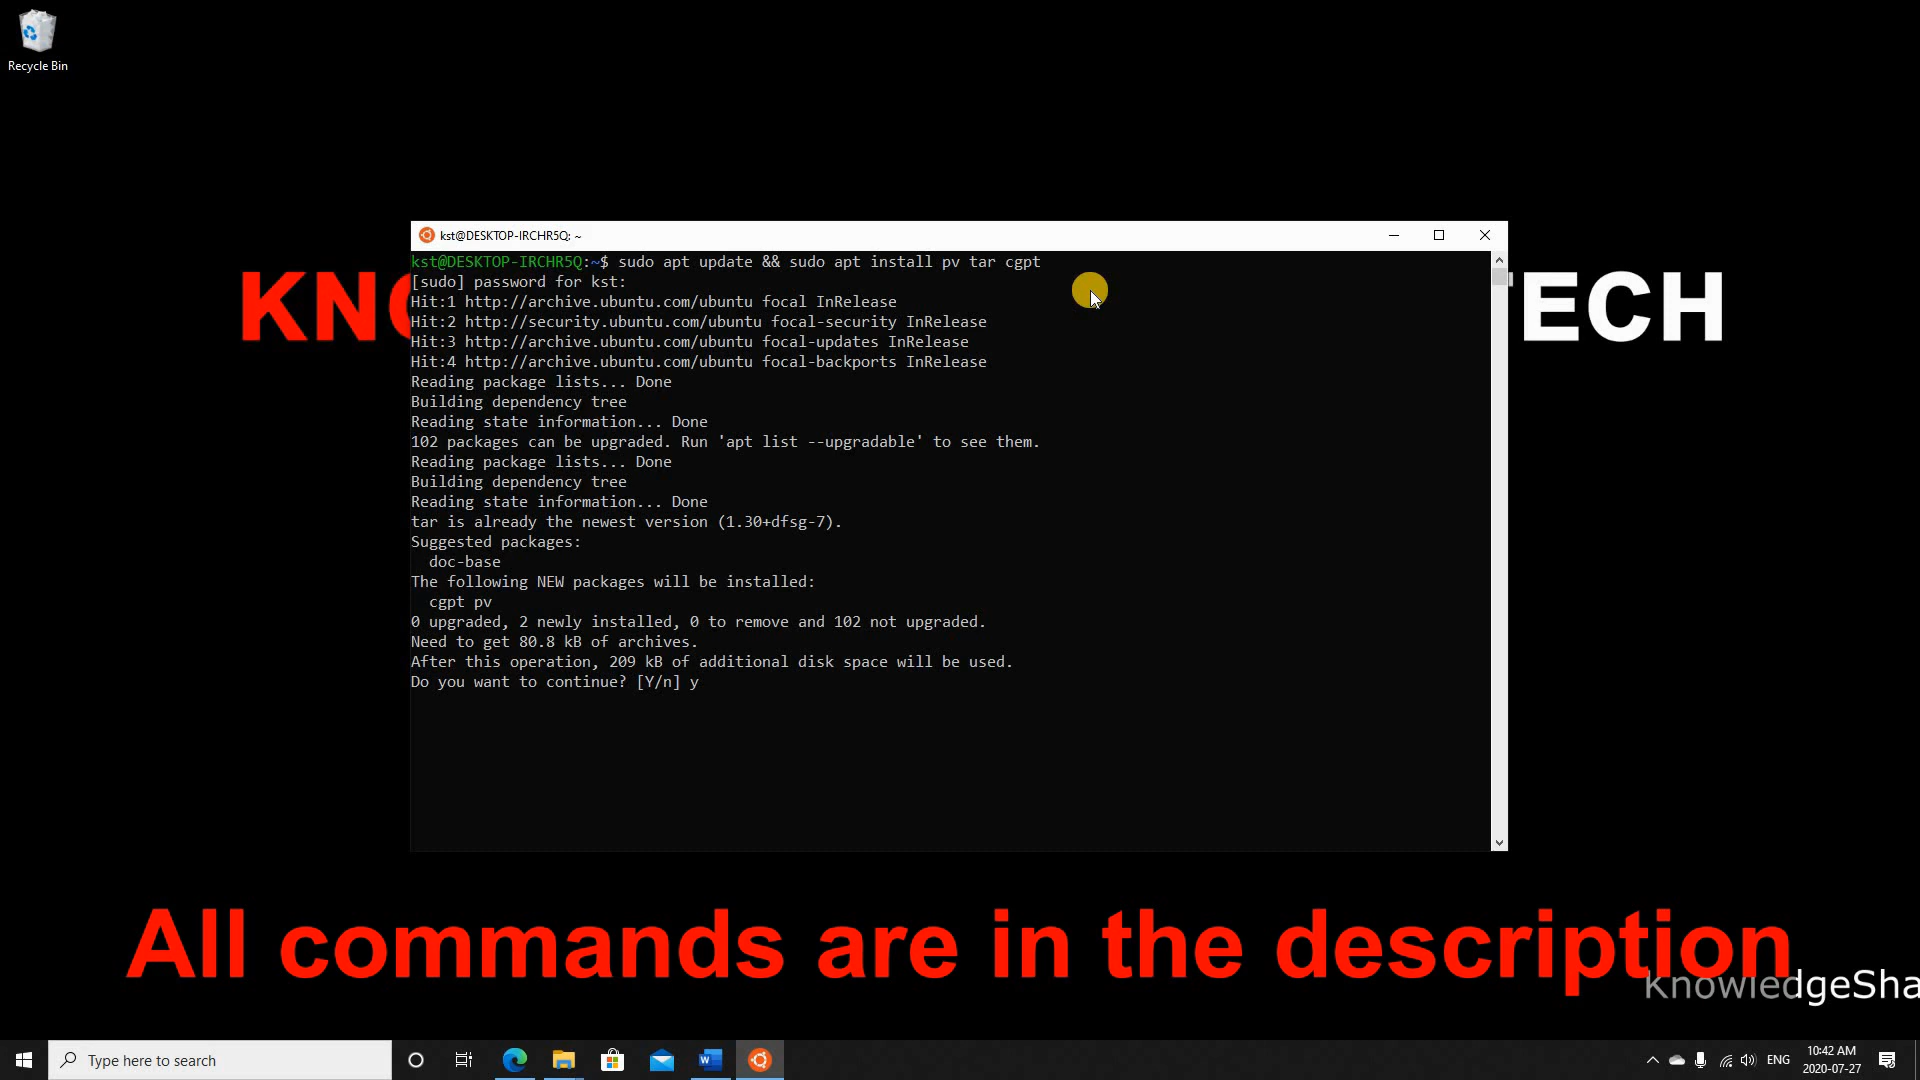 Recycle Bin
kst@DESKTOP-IRCHR5Q: ~
kst@DESKTOP-IRCHR5Q:~$ sudo apt update && sudo apt install pv tar cgpt
[sudo] password for kst:
Hit:1 http://archive.ubuntu.com/ubuntu focal InRelease
Hit:2 http://security.ubuntu.com/ubuntu focal-security InRelease
Hit:3 http://archive.ubuntu.com/ubuntu focal-updates InRelease
Hit:4 http://archive.ubuntu.com/ubuntu focal-backports InRelease
Reading package lists... Done
Building dependency tree
Reading state information... Done
102 packages can be upgraded. Run 'apt list --upgradable' to see them.
Reading package lists... Done
Building dependency tree
Reading state information... Done
tar is already the newest version (1.30+dfsg-7).
Suggested packages:
  doc-base
The following NEW packages will be installed:
  cgpt pv
0 upgraded, 2 newly installed, 0 to remove and 102 not upgraded.
Need to get 80.8 kB of archives.
After this operation, 209 kB of additional disk space will be used.
Do you want to continue? [Y/n] y
KN
ECH
All commands are in the description
KnowledgeSha
Type here to search
ENG
10:42 AM
2020-07-27